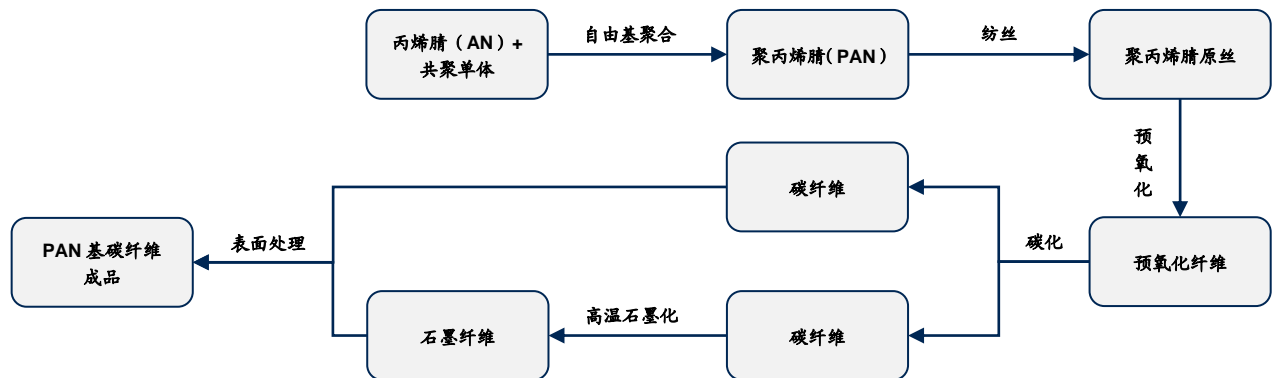 丙烯腈（AN）+
共聚单体
自由基聚合
聚丙烯腈（PAN）
纺丝
聚丙烯腈原丝
预
氧
化
碳纤维
PAN 基碳纤维
成品
表面处理
碳化
预氧化纤维
石墨纤维
高温石墨化
碳纤维